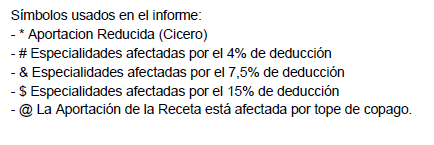 Símbolos usados en el informe:
- * Aportacion Reducida (Cicero)
- # Especialidades afectadas por el 4% de deducción
- & Especialidades afectadas por el 7,5% de deducción
- $ Especialidades afectadas por el 15% de deducción
- @ La Aportación de la Receta está afectada por tope de copago.